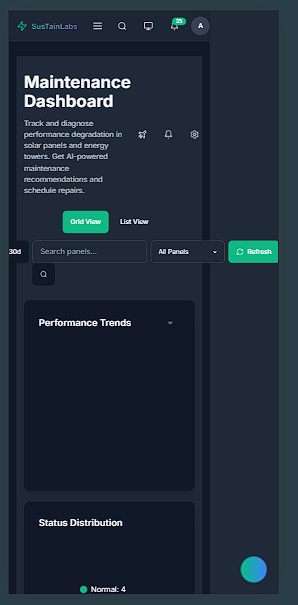 SusTainLabs
25
A
Maintenance
Dashboard
Track and diagnose
performance degradation in
solar panels and energy
towers. Get AI-powered
maintenance
recommendations and
schedule repairs.
Grid View
List View
30d
Search panels...
All Panels
Refresh
Performance Trends
Status Distribution
Normal: 4